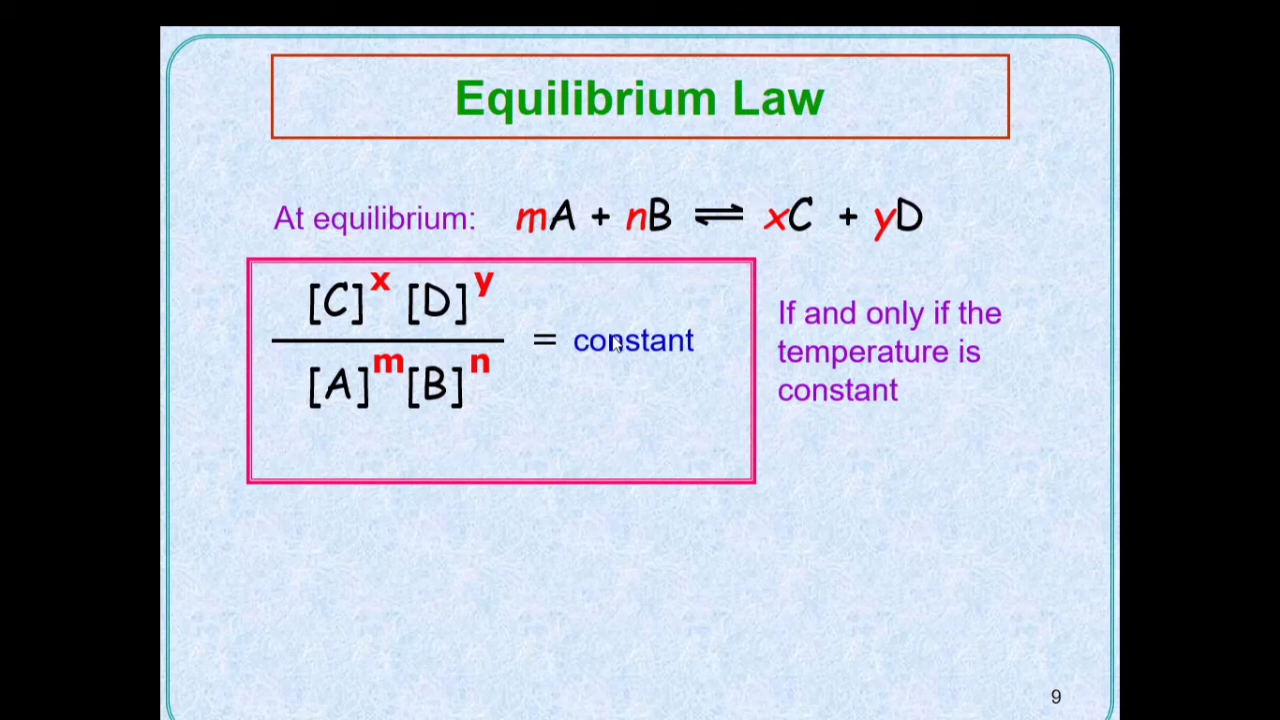 Equilibrium Law
At equilibrium: mA + nB ⇌ xC + yD
[C]^x [D]^y
= constant
[A]^m [B]^n
If and only if the
temperature is
constant
9